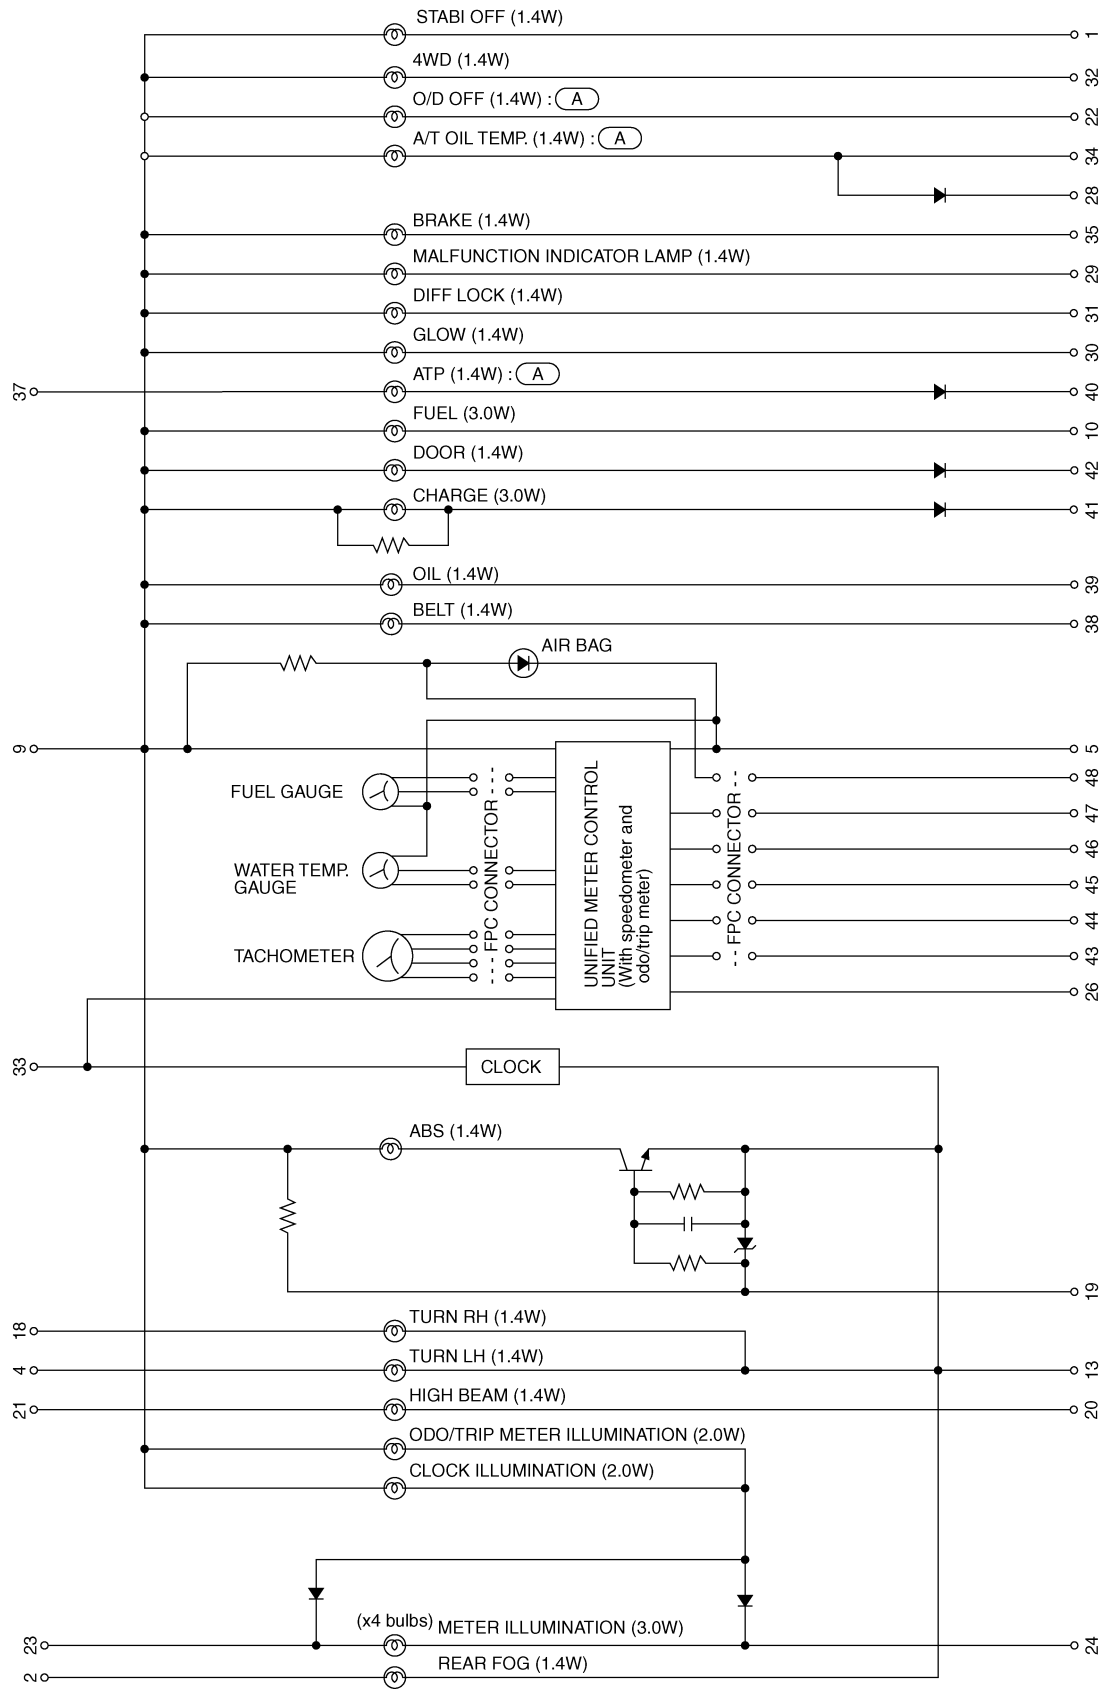 STABI OFF (1.4W)
1
4WD (1.4W)
32
O/D OFF (1.4W) : A
22
A/T OIL TEMP. (1.4W) : A
34
28
BRAKE (1.4W)
35
MALFUNCTION INDICATOR LAMP (1.4W)
29
DIFF LOCK (1.4W)
31
GLOW (1.4W)
30
37
ATP (1.4W) : A
40
FUEL (3.0W)
10
DOOR (1.4W)
42
CHARGE (3.0W)
41
OIL (1.4W)
39
BELT (1.4W)
38
AIR BAG
9
5
FUEL GAUGE
48
WATER TEMP.
GAUGE
TACHOMETER
FPC CONNECTOR
UNIFIED METER CONTROL
UNIT
(With speedometer and
odo/trip meter)
FPC CONNECTOR
47
46
45
44
43
26
33
CLOCK
ABS (1.4W)
19
18
TURN RH (1.4W)
4
TURN LH (1.4W)
13
21
HIGH BEAM (1.4W)
20
ODO/TRIP METER ILLUMINATION (2.0W)
CLOCK ILLUMINATION (2.0W)
23
(x4 bulbs) METER ILLUMINATION (3.0W)
24
2
REAR FOG (1.4W)